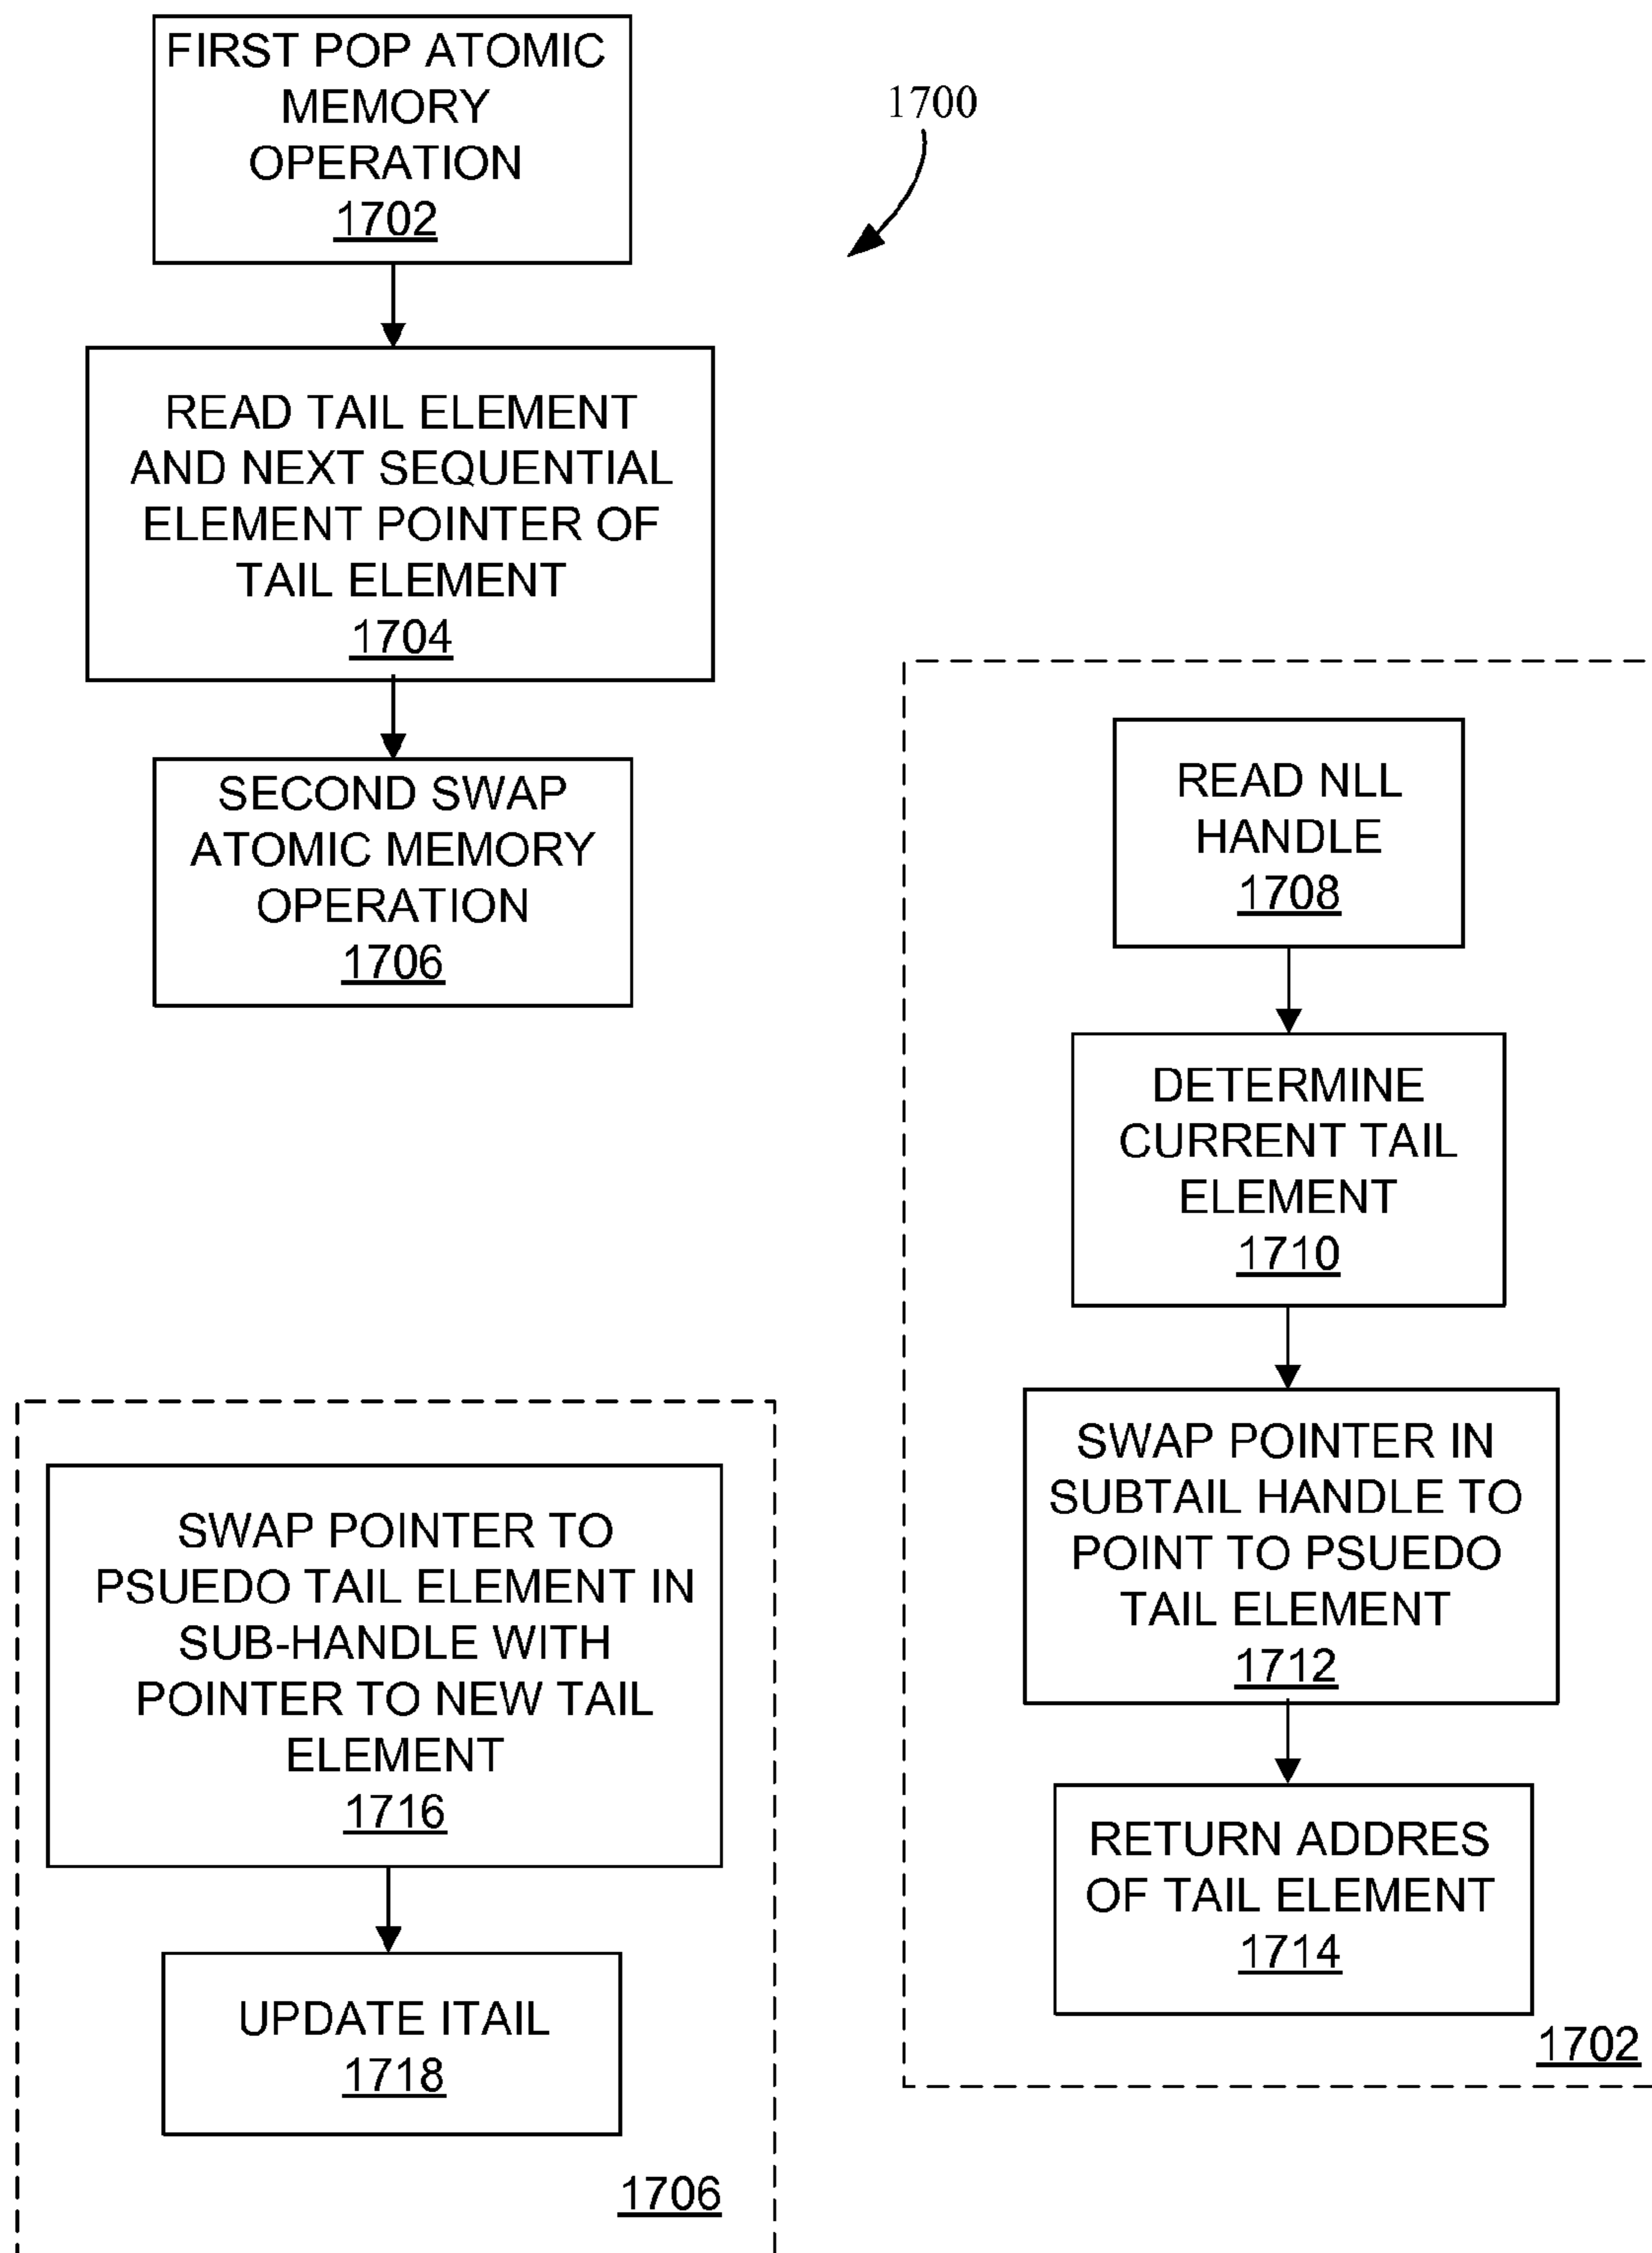 FIRST POP ATOMIC
MEMORY
OPERATION
1702
1700
READ TAIL ELEMENT
AND NEXT SEQUENTIAL
ELEMENT POINTER OF
TAIL ELEMENT
1704
SECOND SWAP
ATOMIC MEMORY
OPERATION
1706
READ NLL
HANDLE
1708
DETERMINE
CURRENT TAIL
ELEMENT
1710
SWAP POINTER IN
SUBTAIL HANDLE TO
POINT TO PSUEDO
TAIL ELEMENT
1712
RETURN ADDRES
OF TAIL ELEMENT
1714
1702
SWAP POINTER TO
PSUEDO TAIL ELEMENT IN
SUB-HANDLE WITH
POINTER TO NEW TAIL
ELEMENT
1716
UPDATE ITAIL
1718
1706